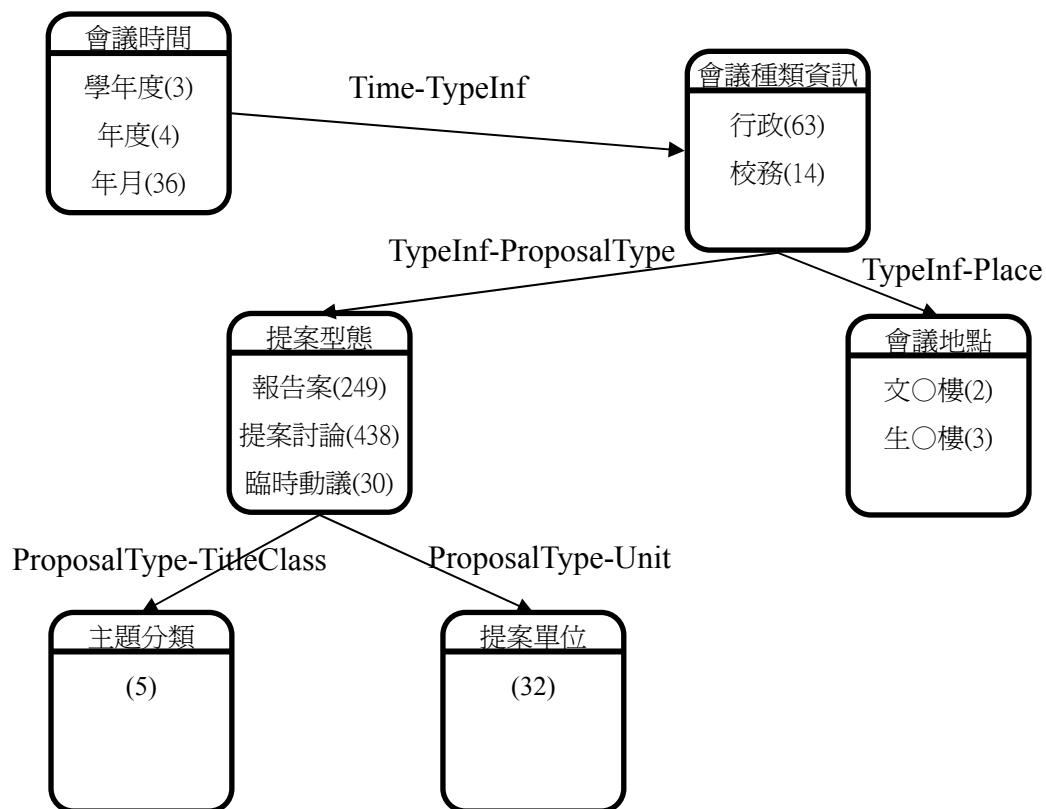 會議時間
學年度(3)
年度(4)
年月(36)
Time-TypeInf
會議種類資訊
行政(63)
校務(14)
TypeInf-ProposalType
TypeInf-Place
提案型態
報告案(249)
提案討論(438)
臨時動議(30)
會議地點
文○樓(2)
生○樓(3)
ProposalType-TitleClass
ProposalType-Unit
主題分類
(5)
提案單位
(32)